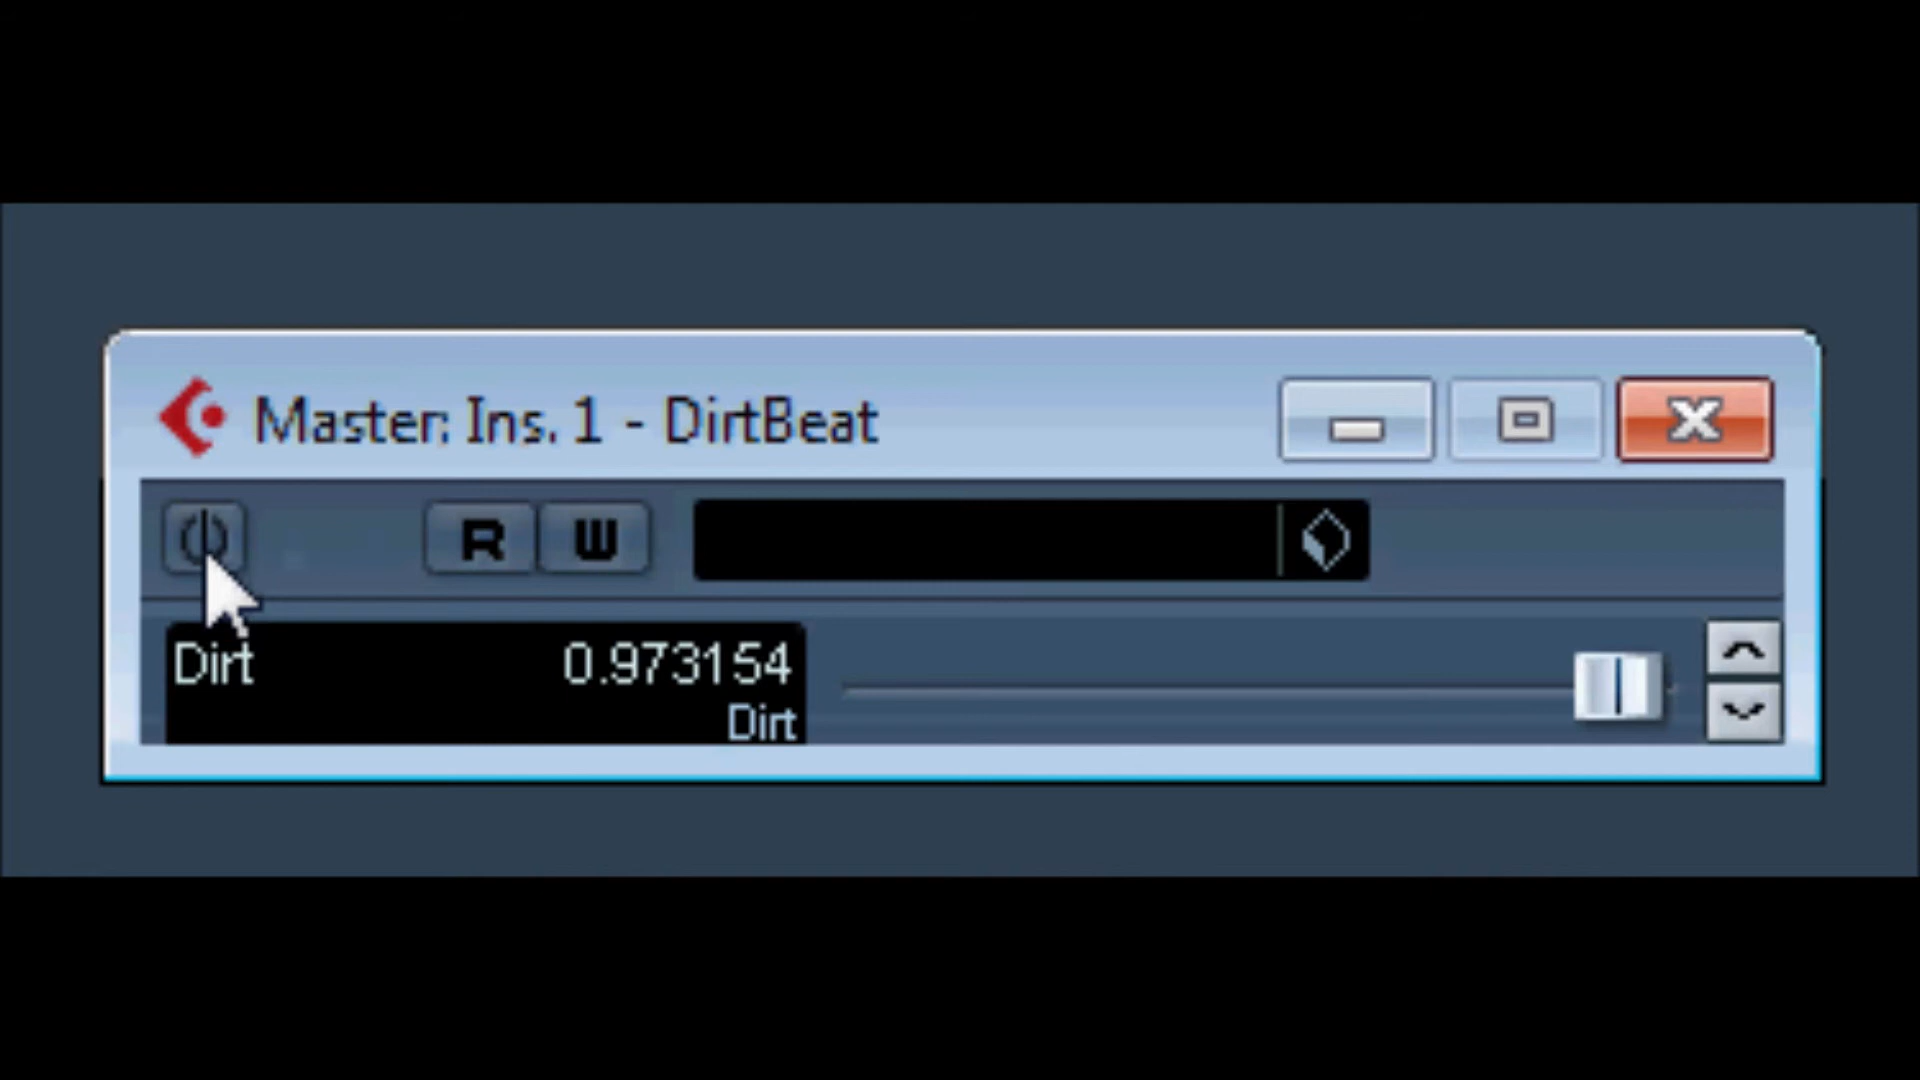 Master: Ins. 1 - DirtBeat
R W
Dirt 0.973154
Dirt